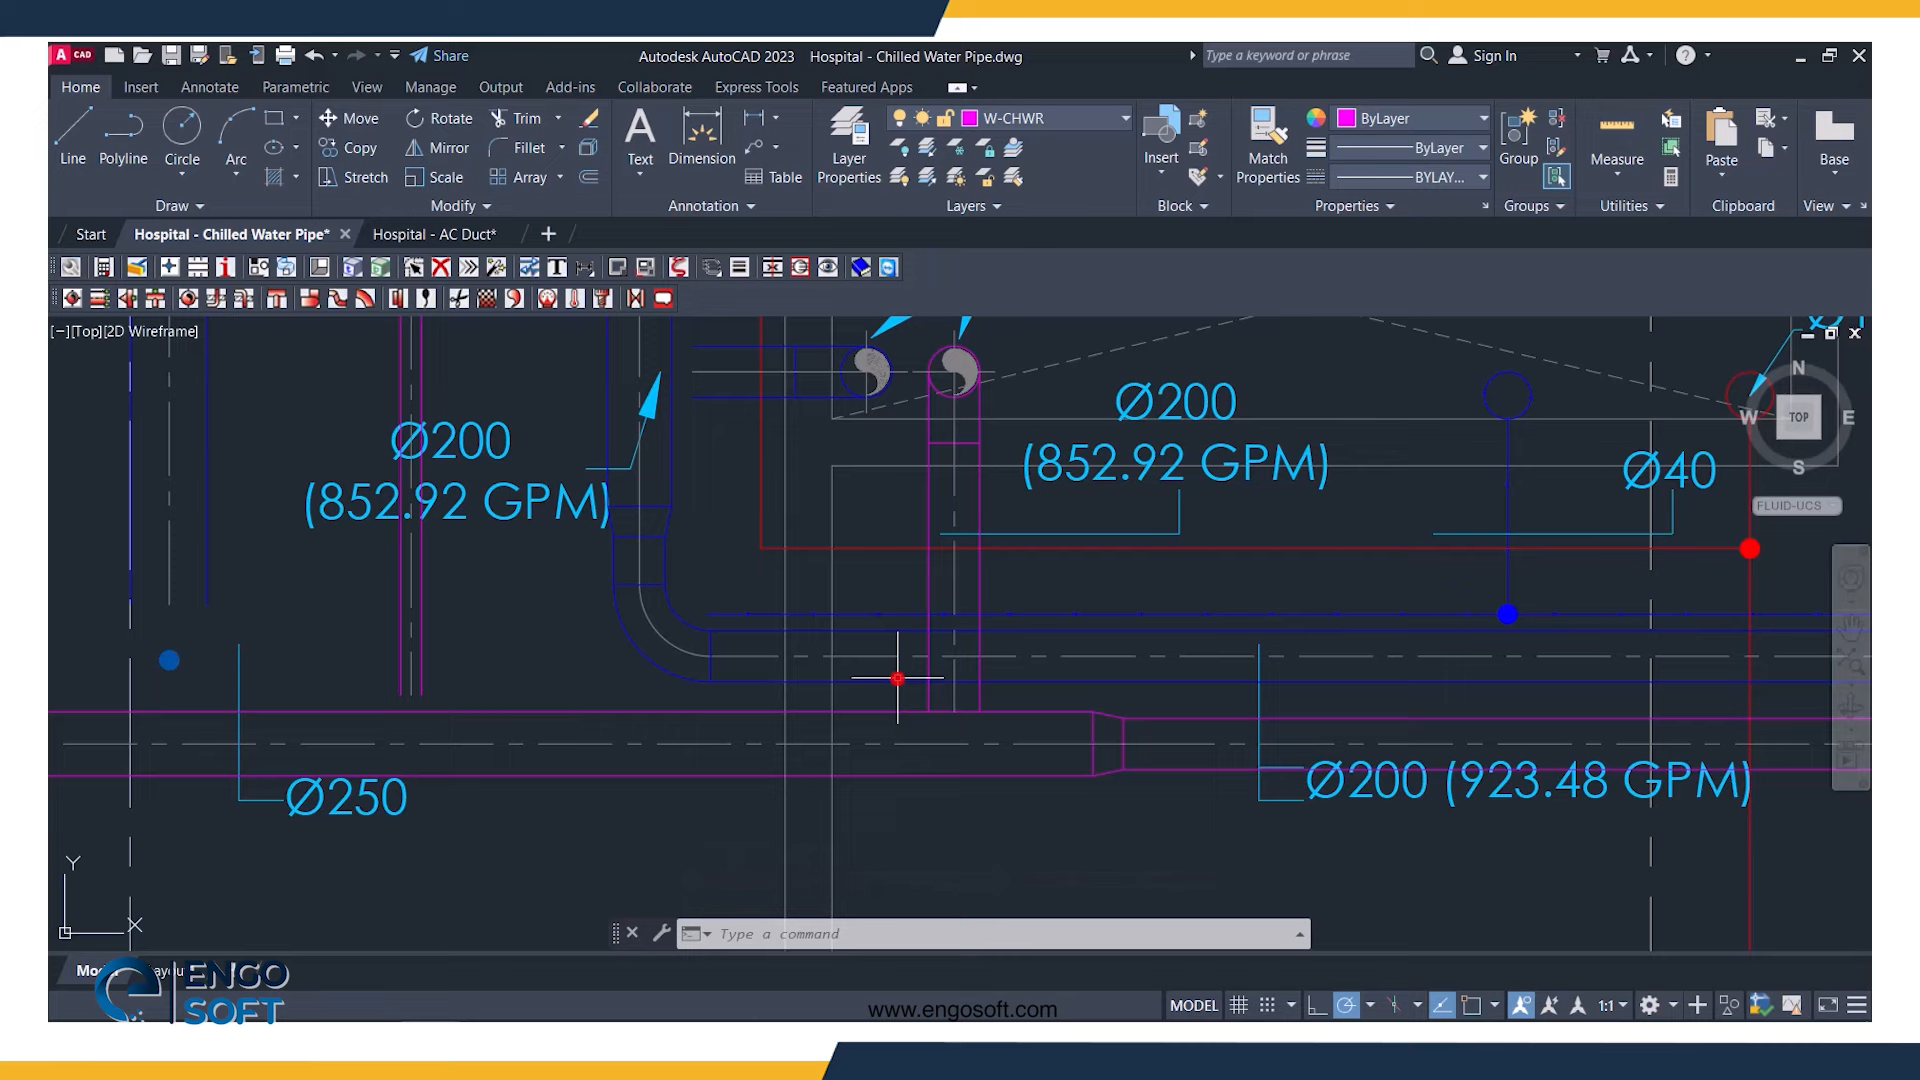 A CAD
Share
Autodesk AutoCAD 2023 Hospital - Chilled Water Pipe.dwg
Type a keyword or phrase
Sign In
Home Insert Annotate Parametric View Manage Output Add-ins Collaborate Express Tools Featured Apps
Line Polyline Circle Arc
Move Rotate Trim
Copy Mirror Fillet
Stretch Scale Array
Text Dimension Table
Layer Properties
W-CHWR
Insert
Match Properties
ByLayer
ByLayer
BYLAY...
Group
Measure
Paste
Base
Draw Modify Annotation Layers Block Properties Groups Utilities Clipboard View
Start Hospital - Chilled Water Pipe* Hospital - AC Duct*
[−][Top][2D Wireframe]
N
W TOP E
S
FLUID-UCS
Ø200
(852.92 GPM)
Ø200
(852.92 GPM)
Ø40
Ø250
Ø200 (923.48 GPM)
Y
X
Type a command
ENGO
SOFT
www.engosoft.com
MODEL
1:1